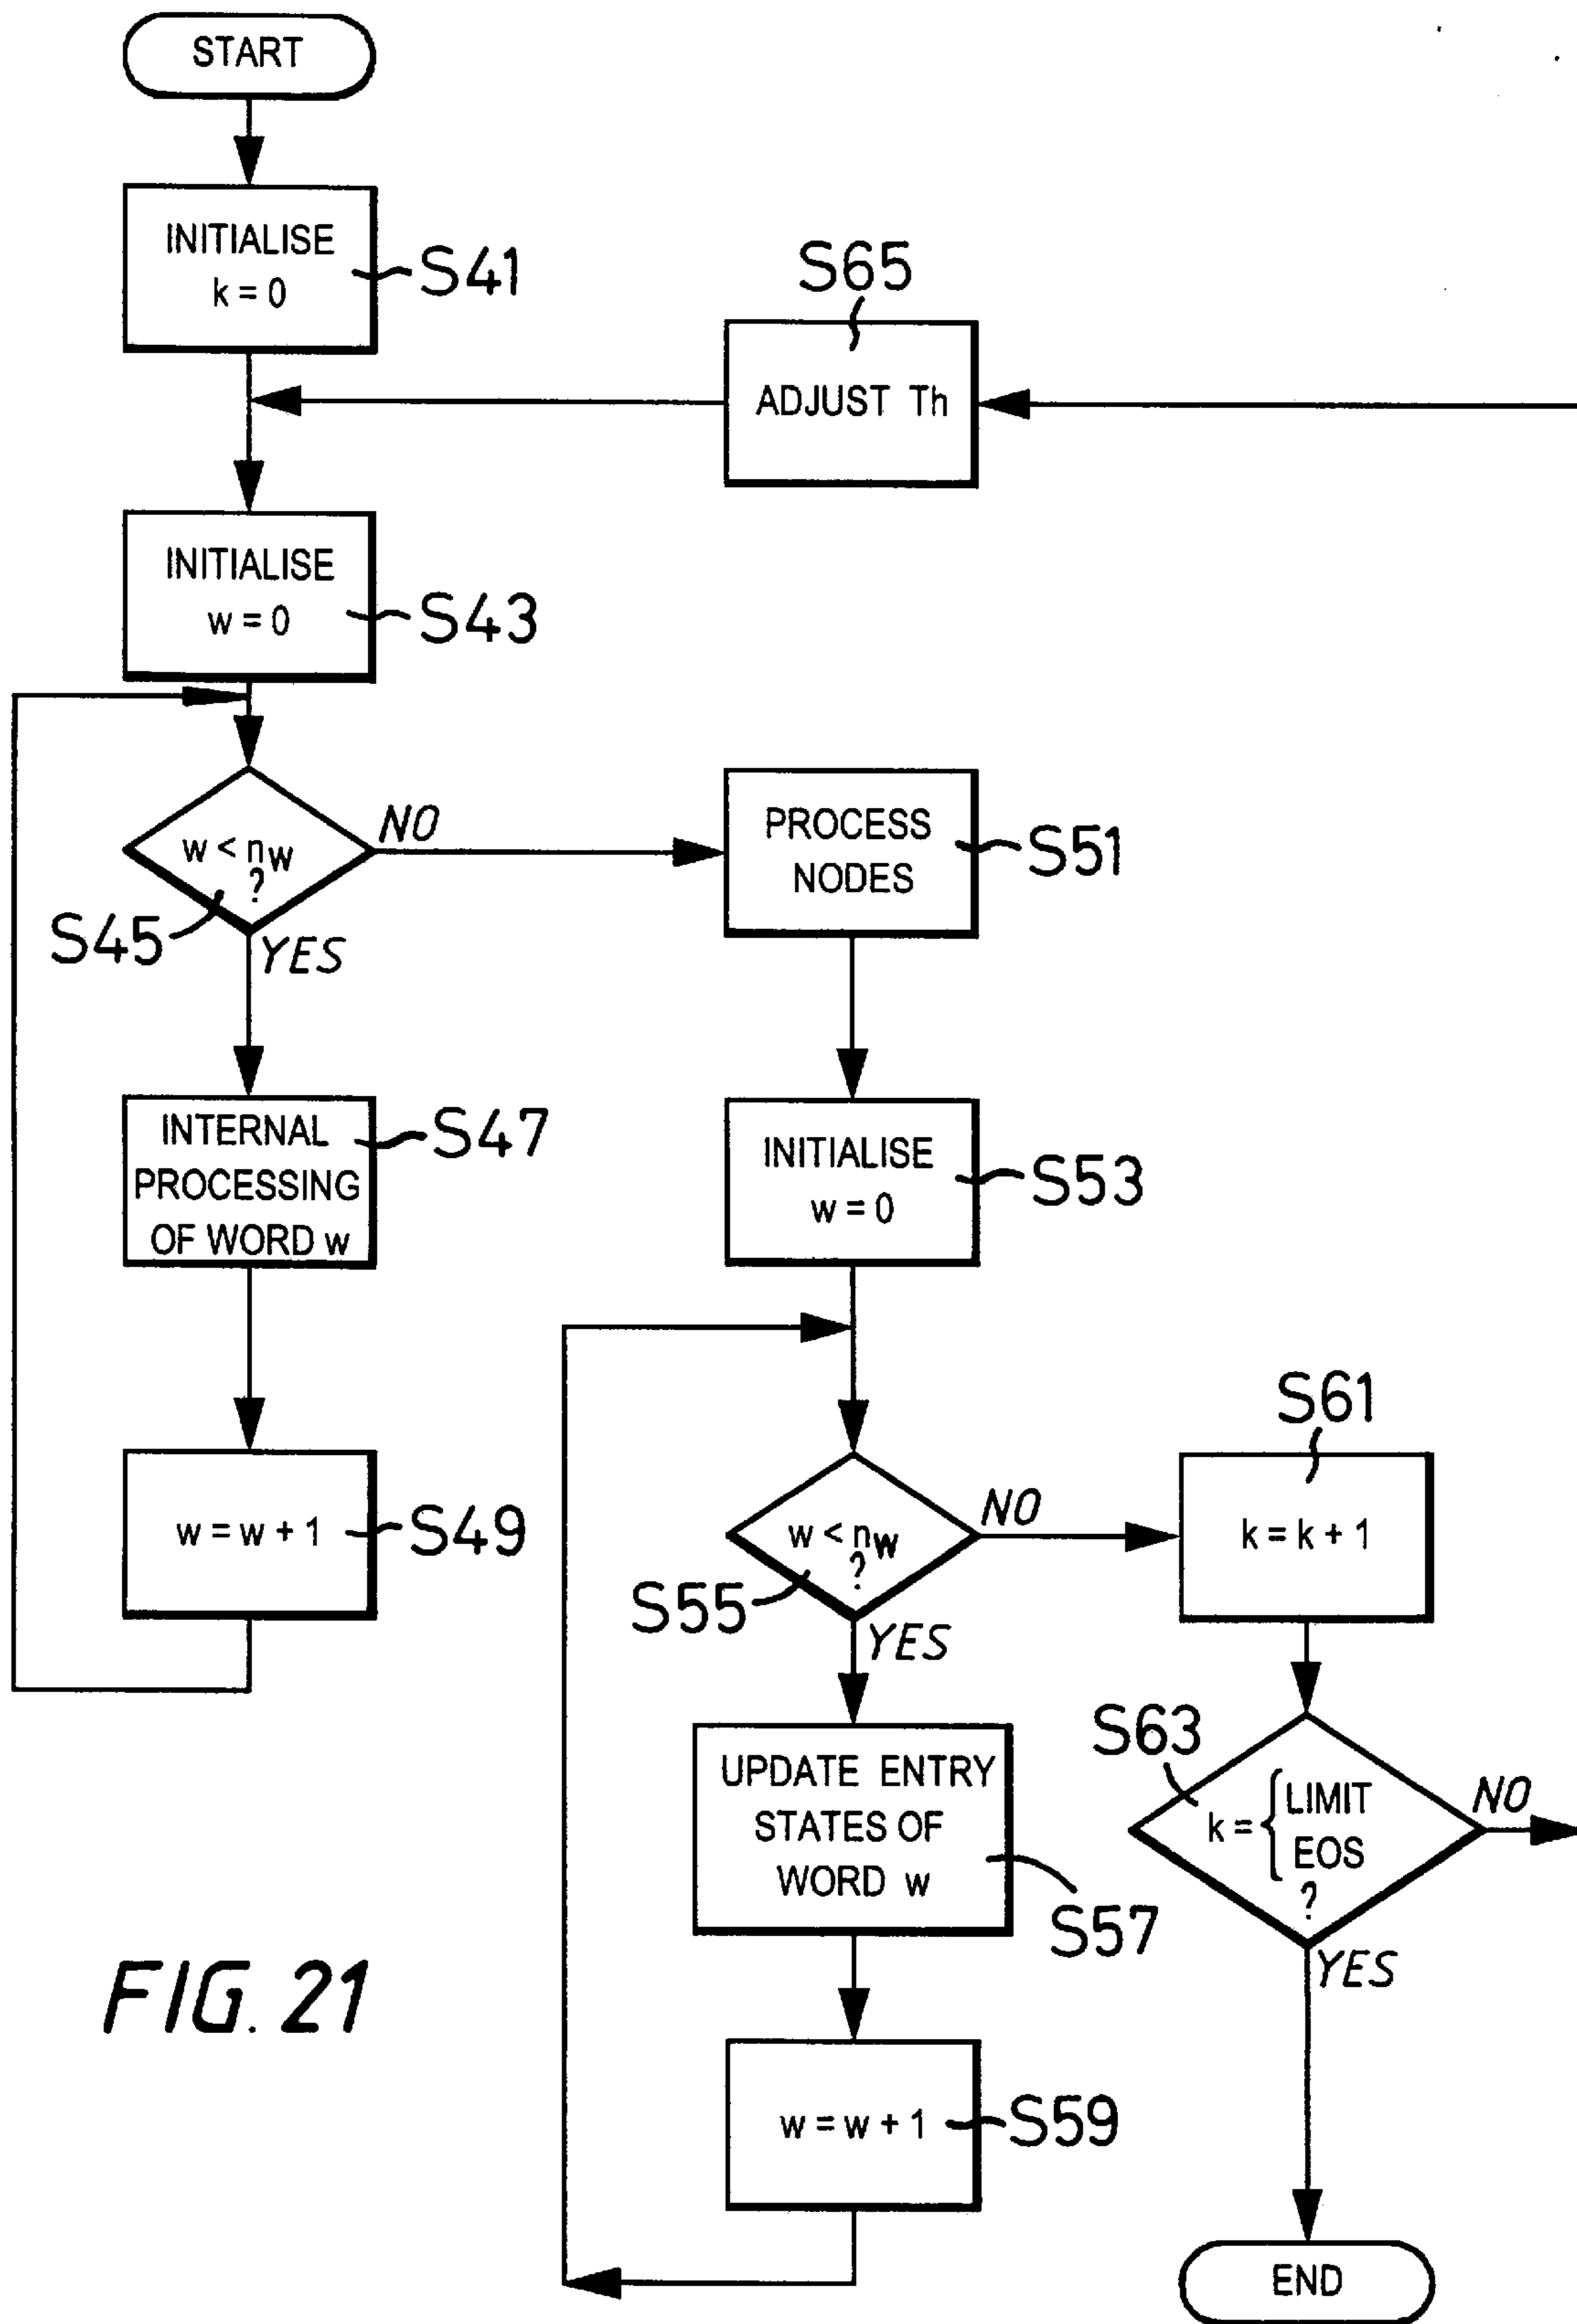 START
INITIALISE
k = 0
S41
S65
ADJUST Th
INITIALISE
w = 0
S43
w < nw
?
S45
NO
YES
PROCESS
NODES
S51
INTERNAL
PROCESSING
OF WORD w
S47
INITIALISE
w = 0
S53
w = w + 1
S49
w < nw
?
S55
NO
YES
S61
k = k + 1
UPDATE ENTRY
STATES OF
WORD w
S57
S63
k = { LIMIT
EOS
?
NO
YES
w = w + 1
S59
END
FIG. 21